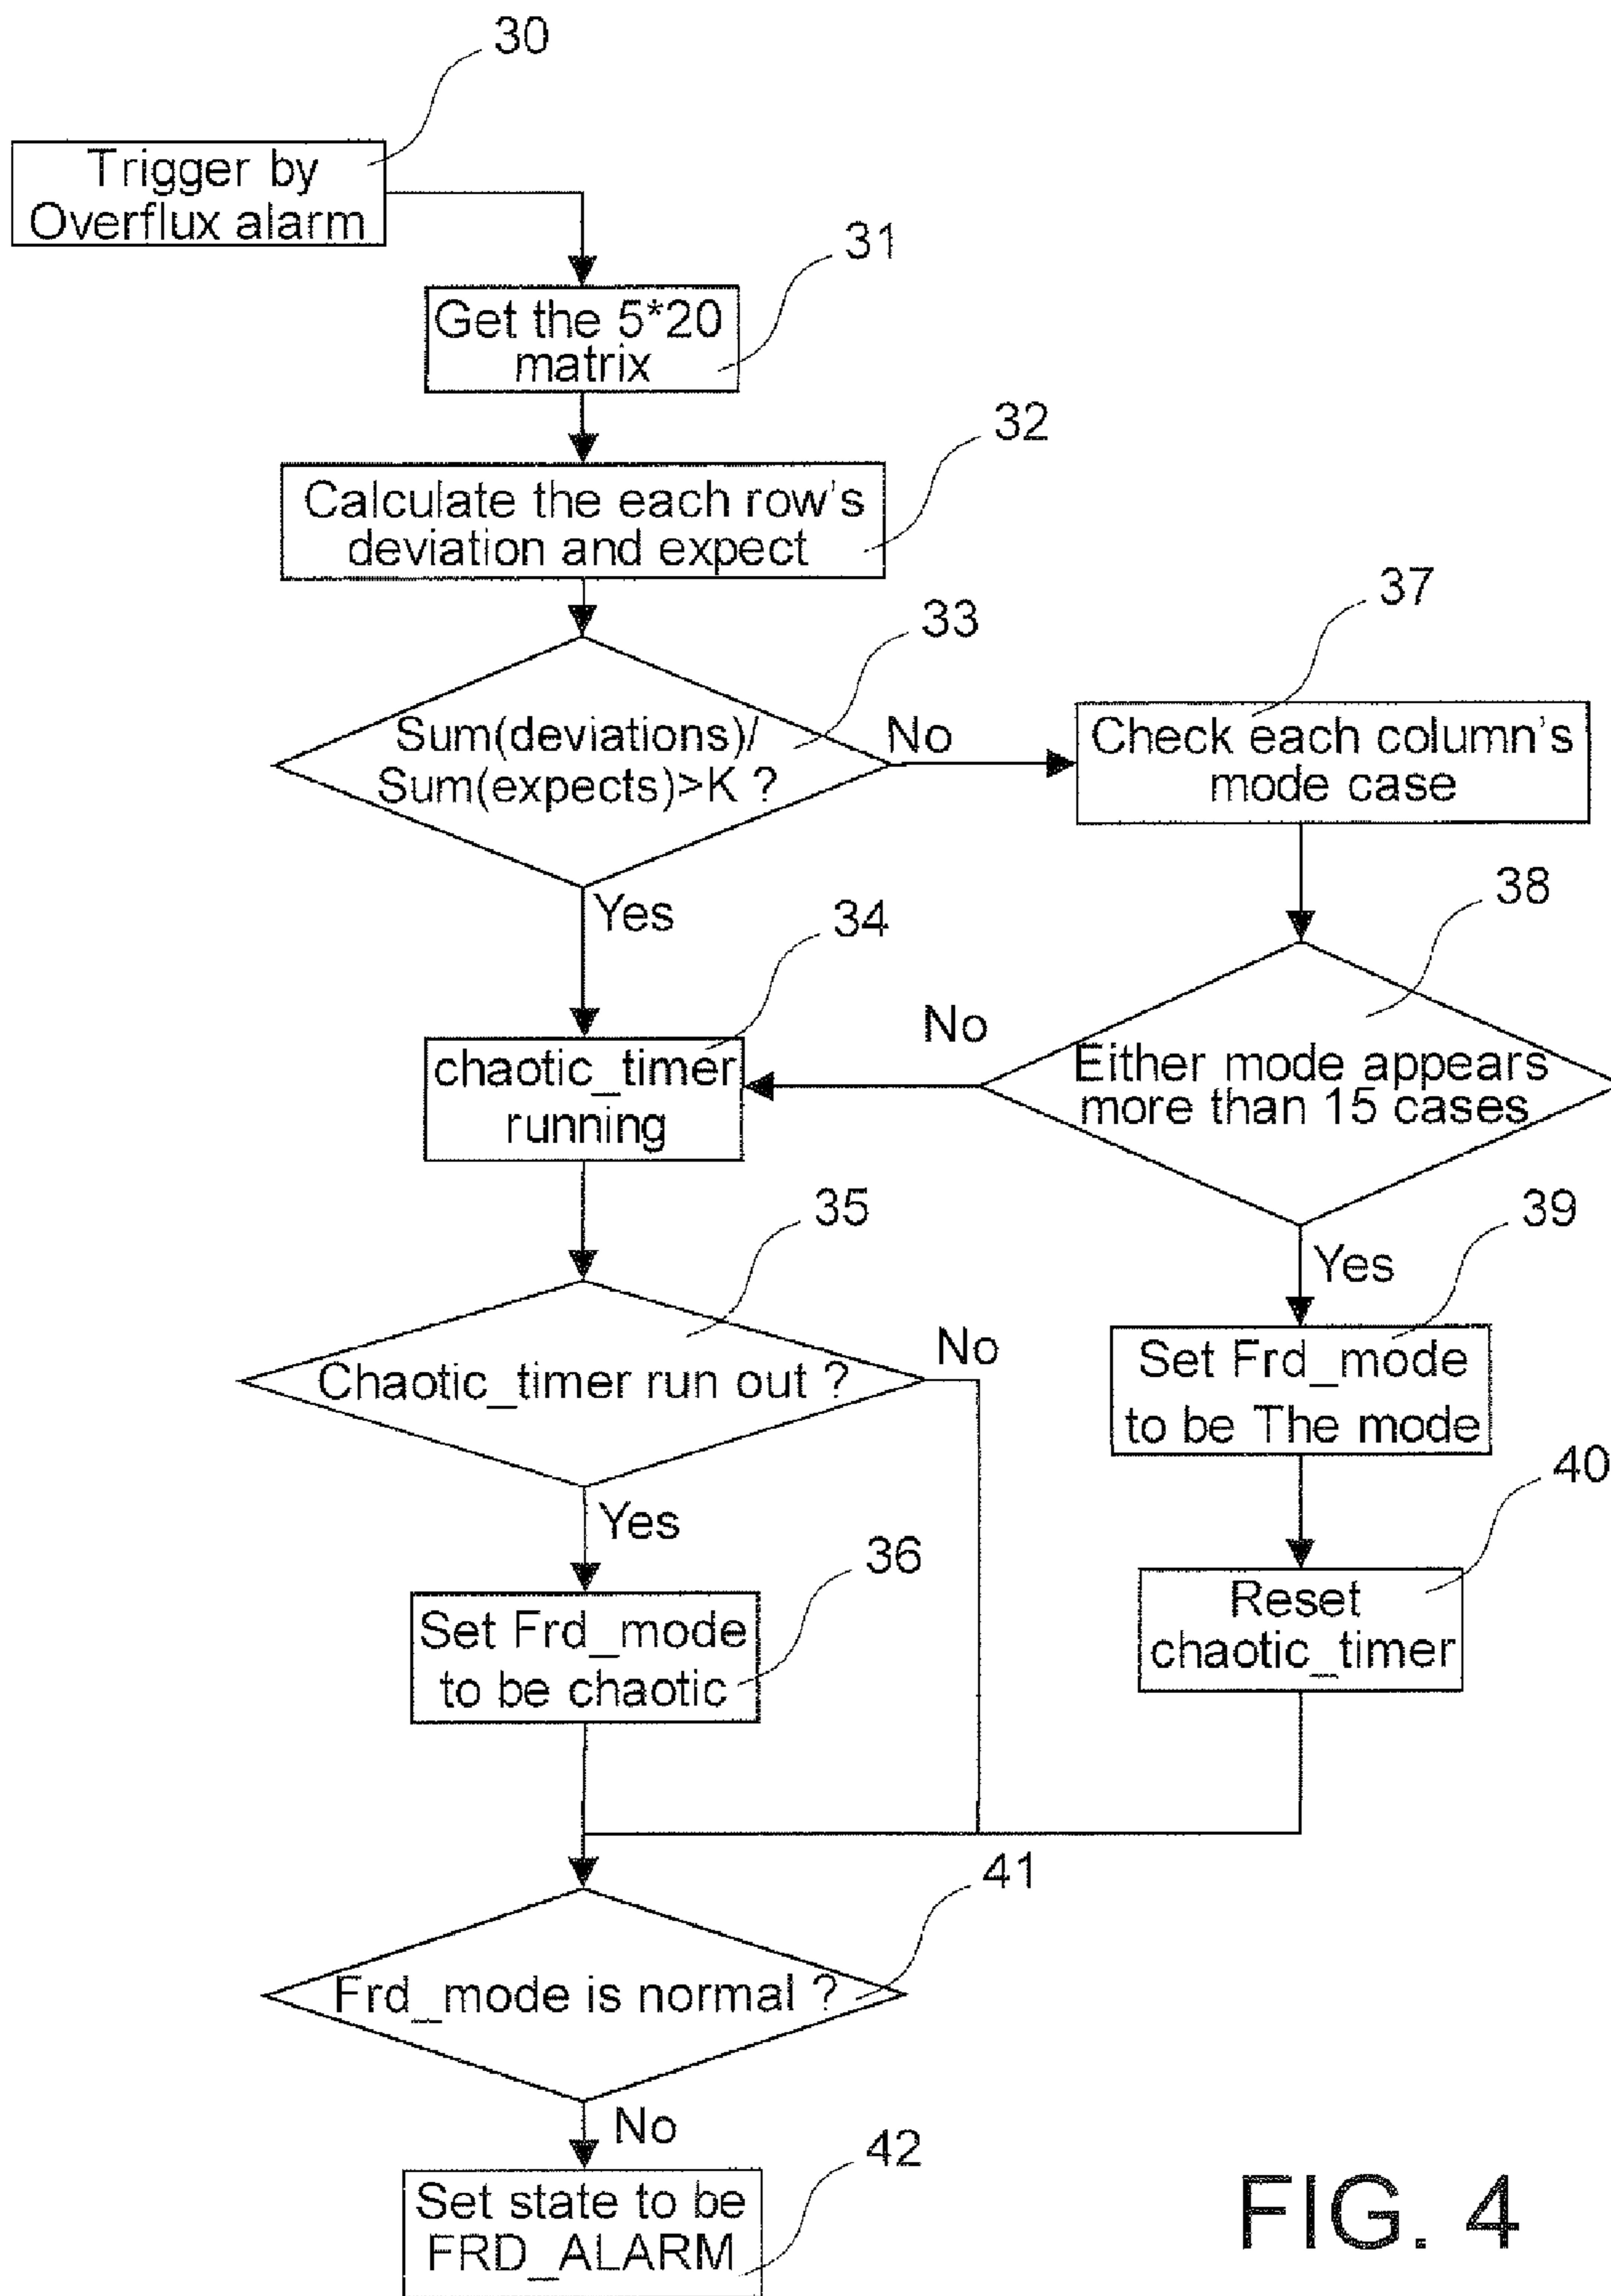 30
Trigger by
Overflux alarm
31
Get the 5*20
matrix
32
Calculate the each row's
deviation and expect
33
Sum(deviations)/
Sum(expects)>K ?
No
Yes
37
Check each column's
mode case
38
Either mode appears
more than 15 cases
No
Yes
34
chaotic_timer
running
35
Chaotic_timer run out ?
No
Yes
39
Set Frd_mode
to be The mode
40
Reset
chaotic_timer
36
Set Frd_mode
to be chaotic
41
Frd_mode is normal ?
No
42
Set state to be
FRD_ALARM
FIG. 4